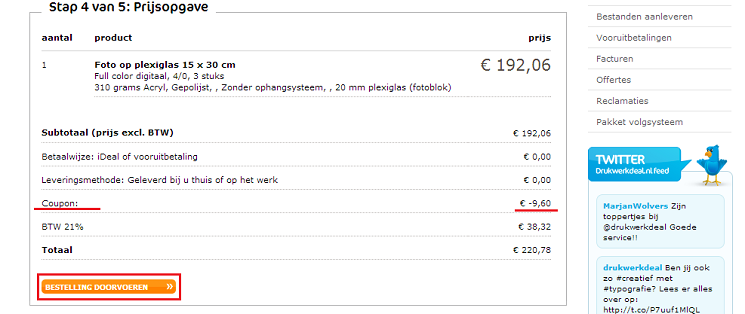 Stap 4 van 5: Prijsopgave
aantal product prijs
1 Foto op plexiglas 15 x 30 cm € 192,06
Full color digitaal, 4/0, 3 stuks
310 grams Acryl, Gepolijst, , Zonder ophangsysteem, , 20 mm plexiglas (fotoblok)
Subtotaal (prijs excl. BTW) € 192,06
Betaalwijze: iDeal of vooruitbetaling € 0,00
Leveringsmethode: Geleverd bij u thuis of op het werk € 0,00
Coupon: € -9,60
BTW 21% € 38,32
Totaal € 220,78
BESTELLING DOORVOEREN »
Bestanden aanleveren
Vooruitbetalingen
Facturen
Offertes
Reclamaties
Pakket volgsysteem
TWITTER
Drukwerkdeal.nl feed
MarjanWolvers Zijn
toppertjes bij
@drukwerkdeal Goede
service!!
drukwerkdeal Ben jij ook
zo #creatief met
#typografie? Lees er alles
over op:
http://t.co/P7uuf1MlQL